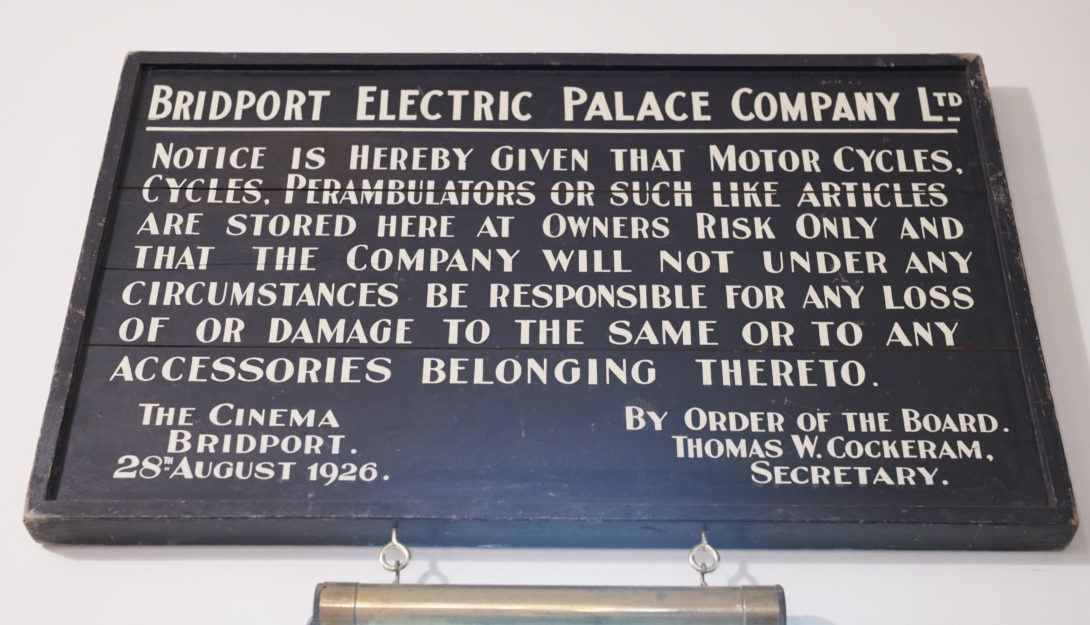 BRIDPORT ELECTRIC PALACE COMPANY LTD
NOTICE IS HEREBY GIVEN THAT MOTOR CYCLES,
CYCLES, PERAMBULATORS OR SUCH LIKE ARTICLES
ARE STORED HERE AT OWNERS RISK ONLY AND
THAT THE COMPANY WILL NOT UNDER ANY
CIRCUMSTANCES BE RESPONSIBLE FOR ANY LOSS
OF OR DAMAGE TO THE SAME OR TO ANY
ACCESSORIES BELONGING THERETO.
THE CINEMA
BRIDPORT.
28TH AUGUST 1926.
BY ORDER OF THE BOARD.
THOMAS W. COCKERAM,
SECRETARY.